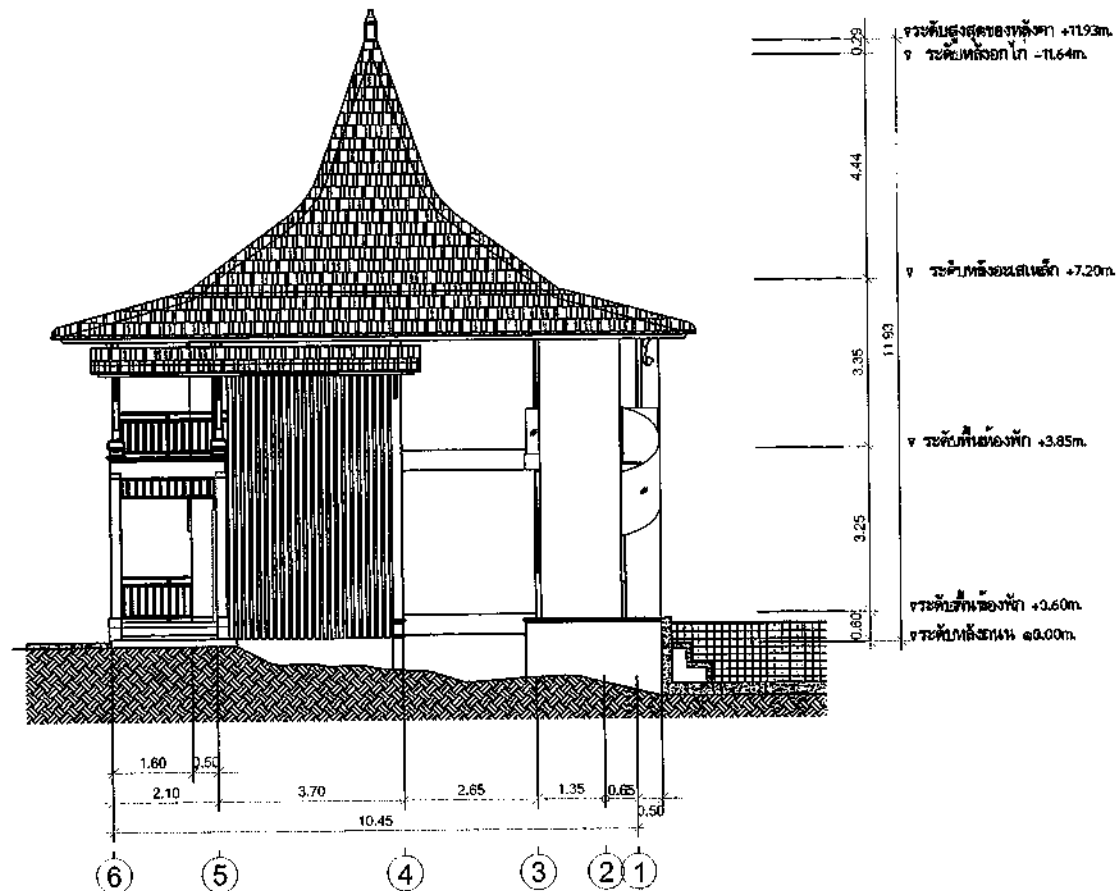 ▽ระดับสูงสุดของหลังคา +11.93m.
0.29
▽ ระดับหลังอกไก่ +11.64m.
4.44
▽ ระดับหลังอะเสเหล็ก +7.20m.
11.93
3.35
▽ ระดับพื้นห้องพัก +3.85m.
3.25
▽ระดับพื้นห้องพัก +0.60m.
0.60
▽ระดับหลังถนน ±0.00m.
1.60 0.50
2.10 3.70 2.65 1.35 0.65
0.50
10.45
6 5 4 3 2 1